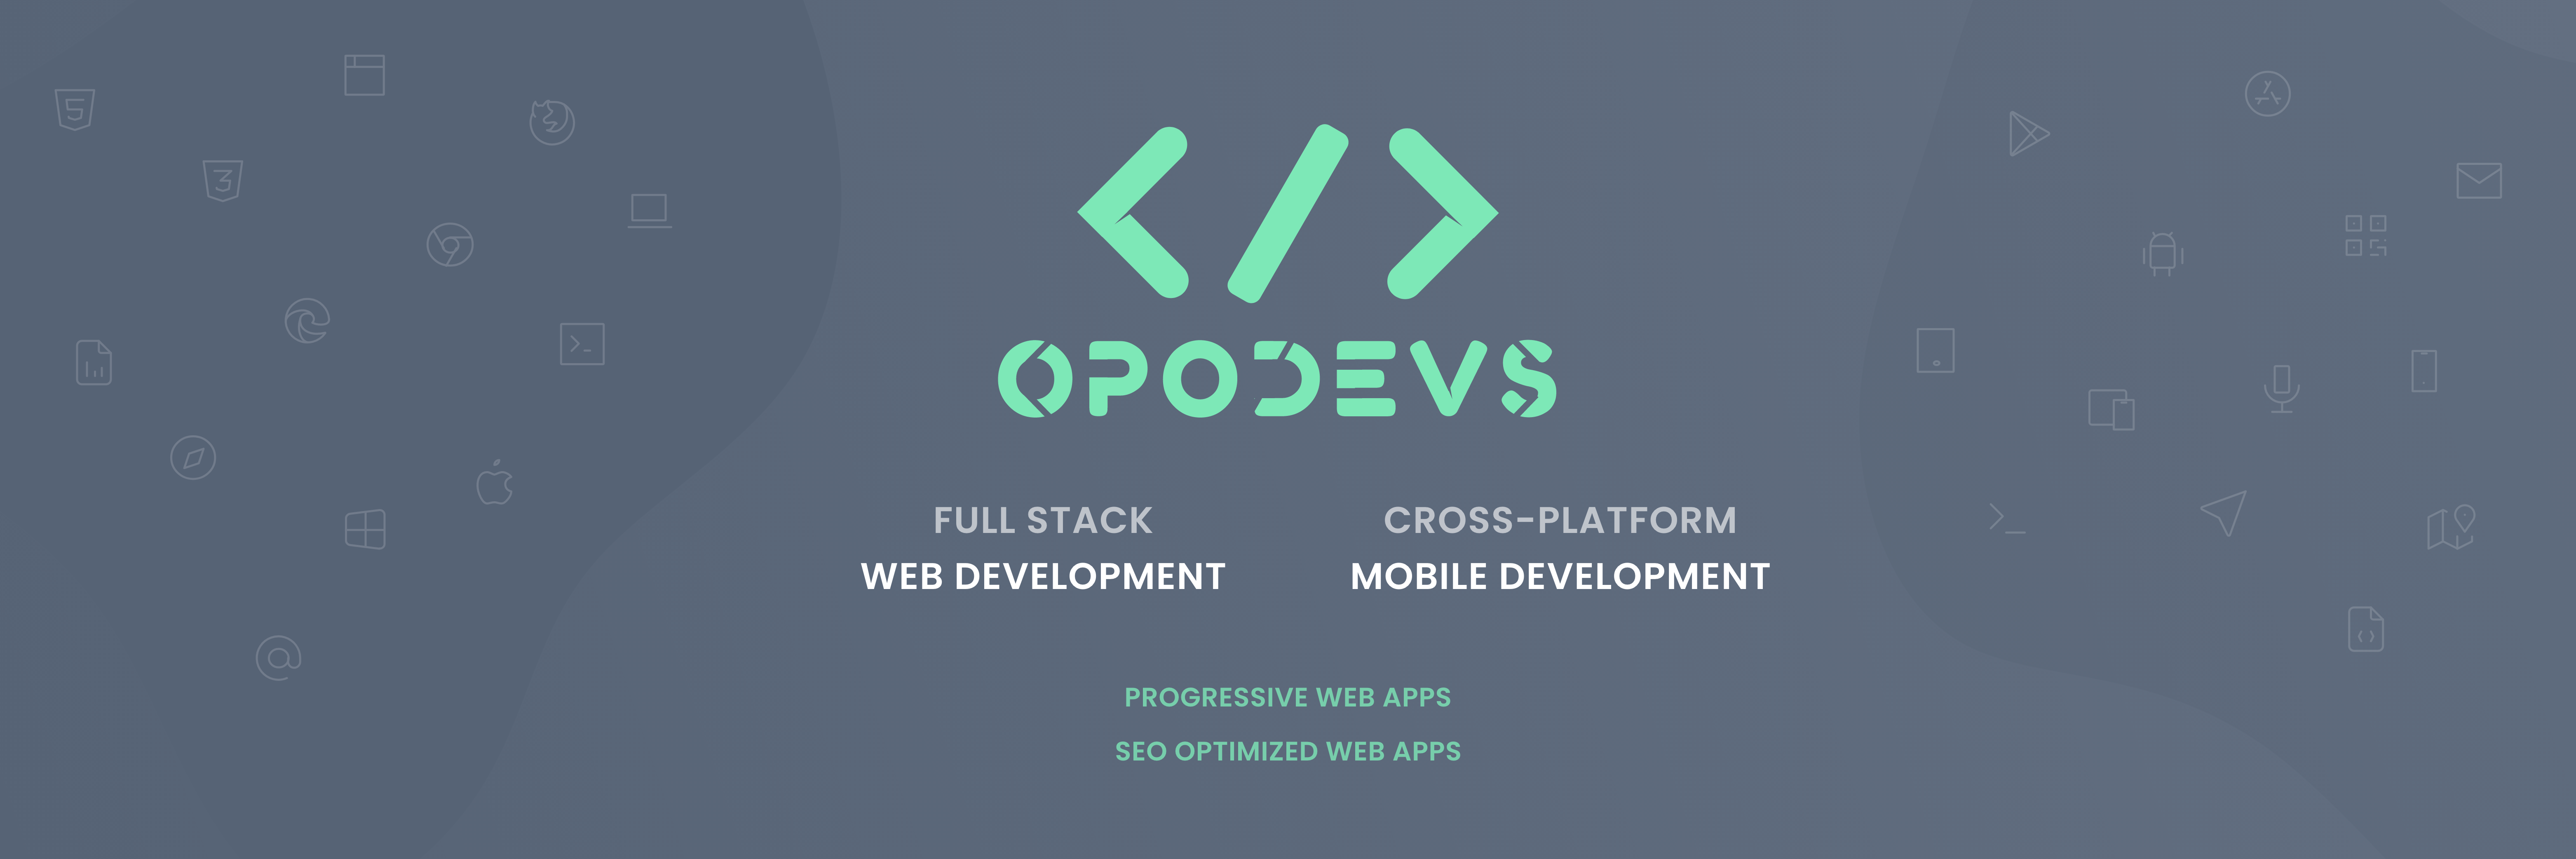 </>
OPODEVS
FULL STACK
WEB DEVELOPMENT
CROSS-PLATFORM
MOBILE DEVELOPMENT
PROGRESSIVE WEB APPS
SEO OPTIMIZED WEB APPS